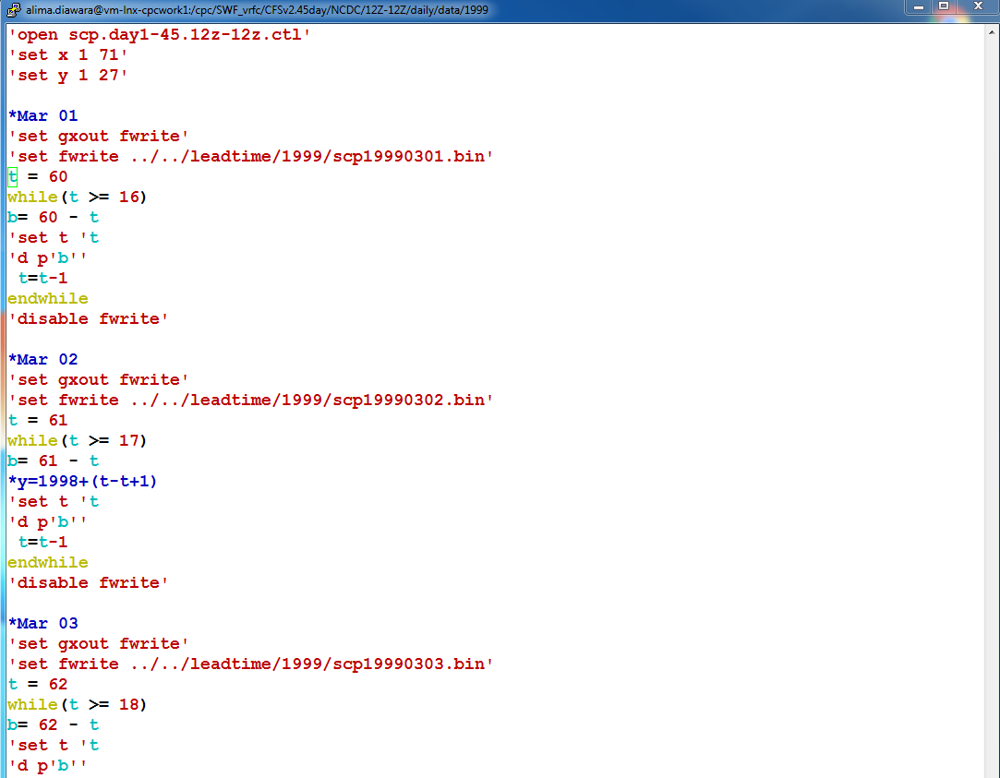 alima.diawara@vm-lnx-cpcwork1:/cpc/SWF_vrfc/CFSv2.45day/NCDC/12Z-12Z/daily/data/1999
'open scp.day1-45.12z-12z.ctl'
'set x 1 71'
'set y 1 27'
*Mar 01
'set gxout fwrite'
'set fwrite ../../leadtime/1999/scp19990301.bin'
t = 60
while(t >= 16)
b= 60 - t
'set t 't
'd p'b''
t=t-1
endwhile
'disable fwrite'
*Mar 02
'set gxout fwrite'
'set fwrite ../../leadtime/1999/scp19990302.bin'
t = 61
while(t >= 17)
b= 61 - t
*y=1998+(t-t+1)
'set t 't
'd p'b''
t=t-1
endwhile
'disable fwrite'
*Mar 03
'set gxout fwrite'
'set fwrite ../../leadtime/1999/scp19990303.bin'
t = 62
while(t >= 18)
b= 62 - t
'set t 't
'd p'b''